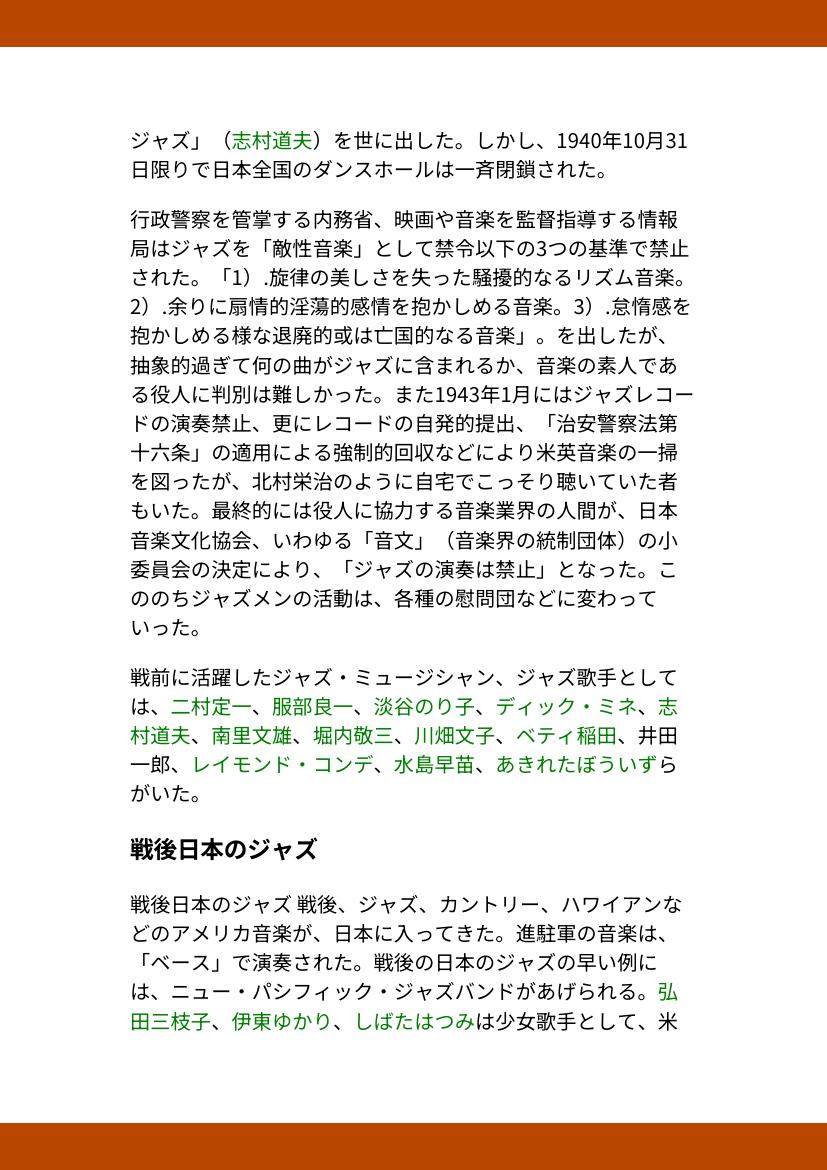 ジャズ」（志村道夫）を世に出した。しかし、1940年10月31
日限りで日本全国のダンスホールは一斉閉鎖された。
行政警察を管掌する内務省、映画や音楽を監督指導する情報
局はジャズを「敵性音楽」として禁令以下の3つの基準で禁止
された。「1）.旋律の美しさを失った騒擾的なるリズム音楽。
2）.余りに扇情的淫蕩的感情を抱かしめる音楽。3）.怠惰感を
抱かしめる様な退廃的或は亡国的なる音楽」。を出したが、
抽象的過ぎて何の曲がジャズに含まれるか、音楽の素人であ
る役人に判別は難しかった。また1943年1月にはジャズレコー
ドの演奏禁止、更にレコードの自発的提出、「治安警察法第
十六条」の適用による強制的回収などにより米英音楽の一掃
を図ったが、北村栄治のように自宅でこっそり聴いていた者
もいた。最終的には役人に協力する音楽業界の人間が、日本
音楽文化協会、いわゆる「音文」（音楽界の統制団体）の小
委員会の決定により、「ジャズの演奏は禁止」となった。こ
ののちジャズメンの活動は、各種の慰問団などに変わって
いった。
戦前に活躍したジャズ・ミュージシャン、ジャズ歌手として
は、二村定一、服部良一、淡谷のり子、ディック・ミネ、志
村道夫、南里文雄、堀内敬三、川畑文子、ベティ稲田、井田
一郎、レイモンド・コンデ、水島早苗、あきれたぼういずら
がいた。
戦後日本のジャズ
戦後日本のジャズ 戦後、ジャズ、カントリー、ハワイアンな
どのアメリカ音楽が、日本に入ってきた。進駐軍の音楽は、
「ベース」で演奏された。戦後の日本のジャズの早い例に
は、ニュー・パシフィック・ジャズバンドがあげられる。弘
田三枝子、伊東ゆかり、しばたはつみは少女歌手として、米